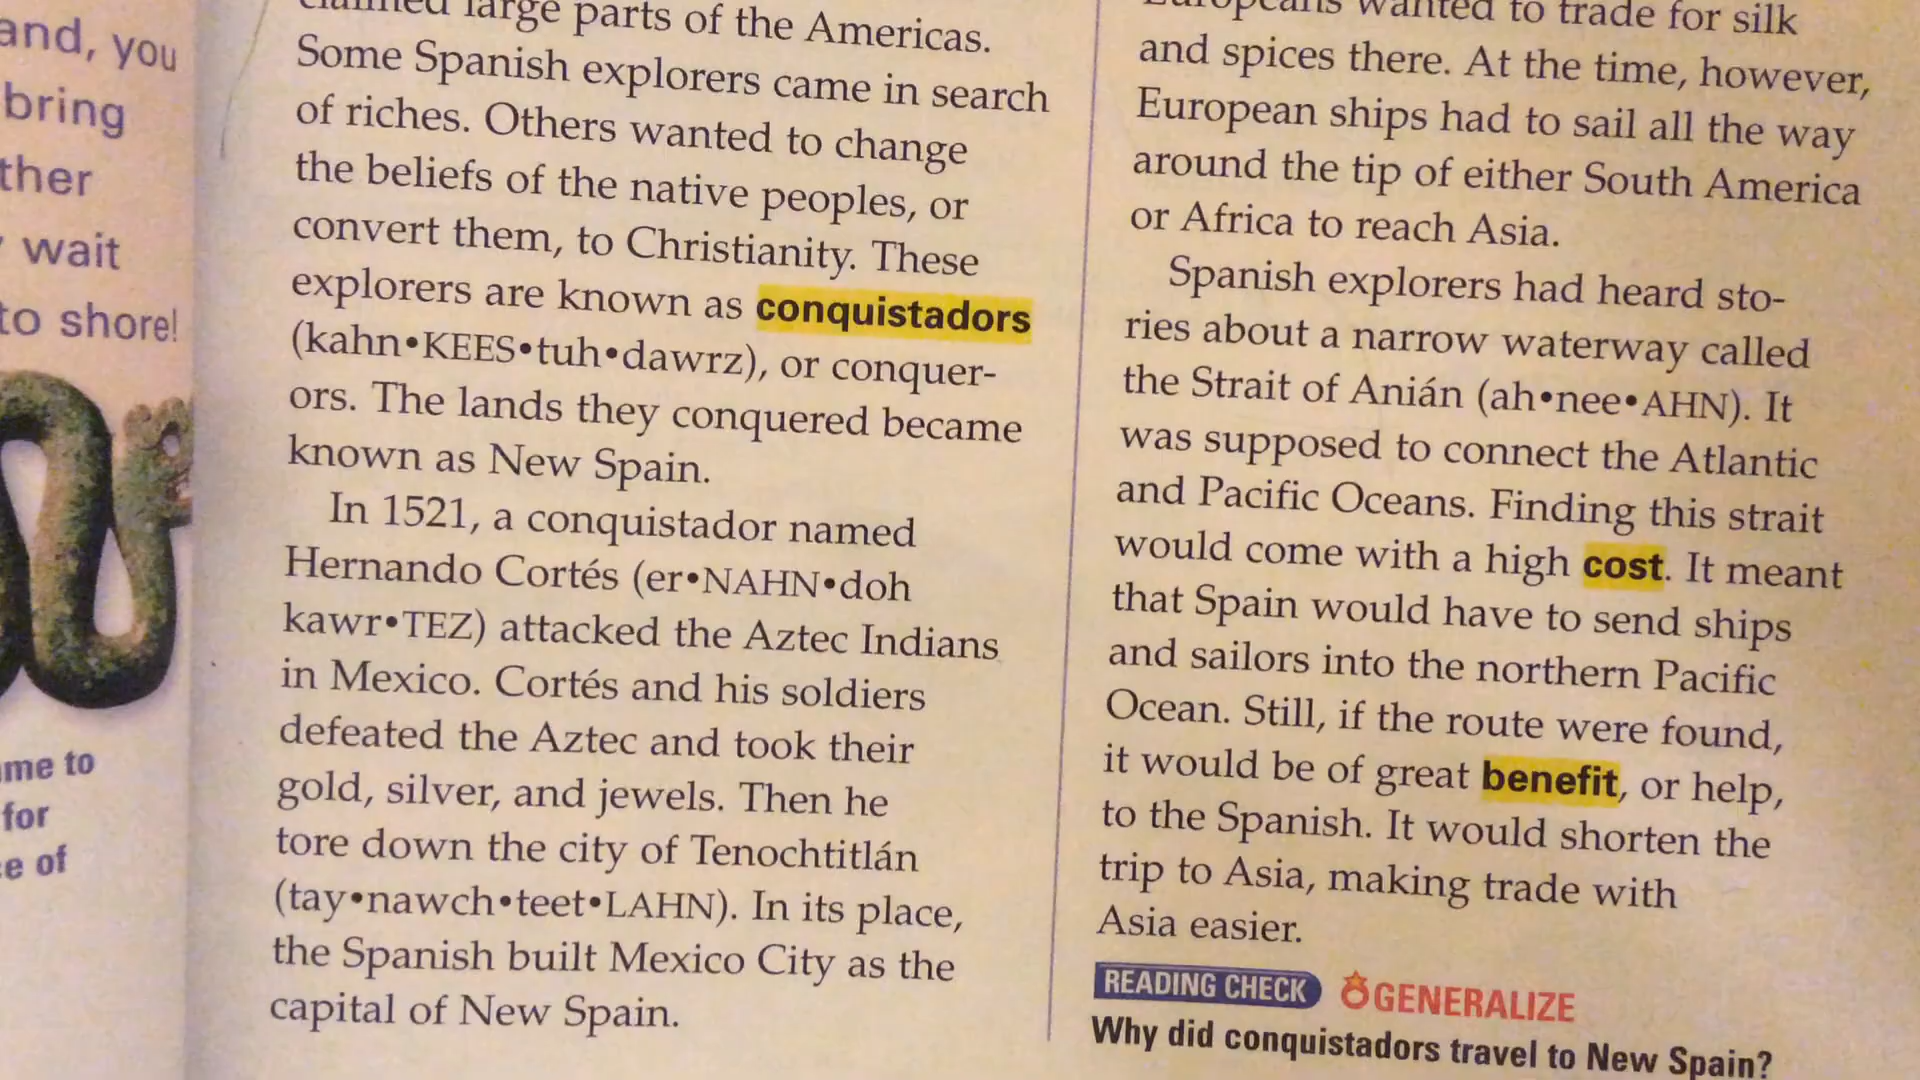 and, you
bring
ther
wait
to shore!
me to
for
e of
claimed large parts of the Americas.
Some Spanish explorers came in search
of riches. Others wanted to change
the beliefs of the native peoples, or
convert them, to Christianity. These
explorers are known as conquistadors
(kahn•KEES•tuh•dawrz), or conquer-
ors. The lands they conquered became
known as New Spain.
In 1521, a conquistador named
Hernando Cortés (er•NAHN•doh
kawr•TEZ) attacked the Aztec Indians
in Mexico. Cortés and his soldiers
defeated the Aztec and took their
gold, silver, and jewels. Then he
tore down the city of Tenochtitlán
(tay•nawch•teet•LAHN). In its place,
the Spanish built Mexico City as the
capital of New Spain.
Europeans wanted to trade for silk
and spices there. At the time, however,
European ships had to sail all the way
around the tip of either South America
or Africa to reach Asia.
Spanish explorers had heard sto-
ries about a narrow waterway called
the Strait of Anián (ah•nee•AHN). It
was supposed to connect the Atlantic
and Pacific Oceans. Finding this strait
would come with a high cost. It meant
that Spain would have to send ships
and sailors into the northern Pacific
Ocean. Still, if the route were found,
it would be of great benefit, or help,
to the Spanish. It would shorten the
trip to Asia, making trade with
Asia easier.
READING CHECK GENERALIZE
Why did conquistadors travel to New Spain?